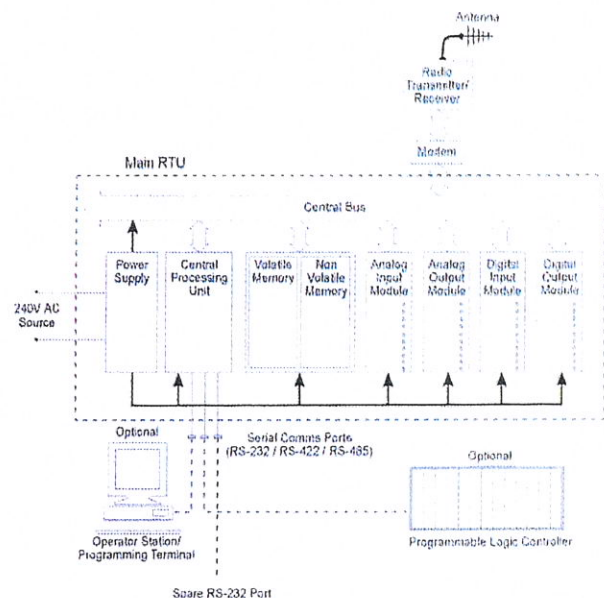 Antenna
Radio
Transmitter/
Receiver
Modem
Main RTU
Central Bus
Power
Supply
Central
Processing
Unit
Volatile
Memory
Non
Volatile
Memory
Analog
Input
Module
Analog
Output
Module
Digital
Input
Module
Digital
Output
Module
240V AC
Source
Optional
Serial Comms Ports
(RS-232 / RS-422 / RS-485)
Optional
Operator Station/
Programming Terminal
Programmable Logic Controller
Spare RS-232 Port